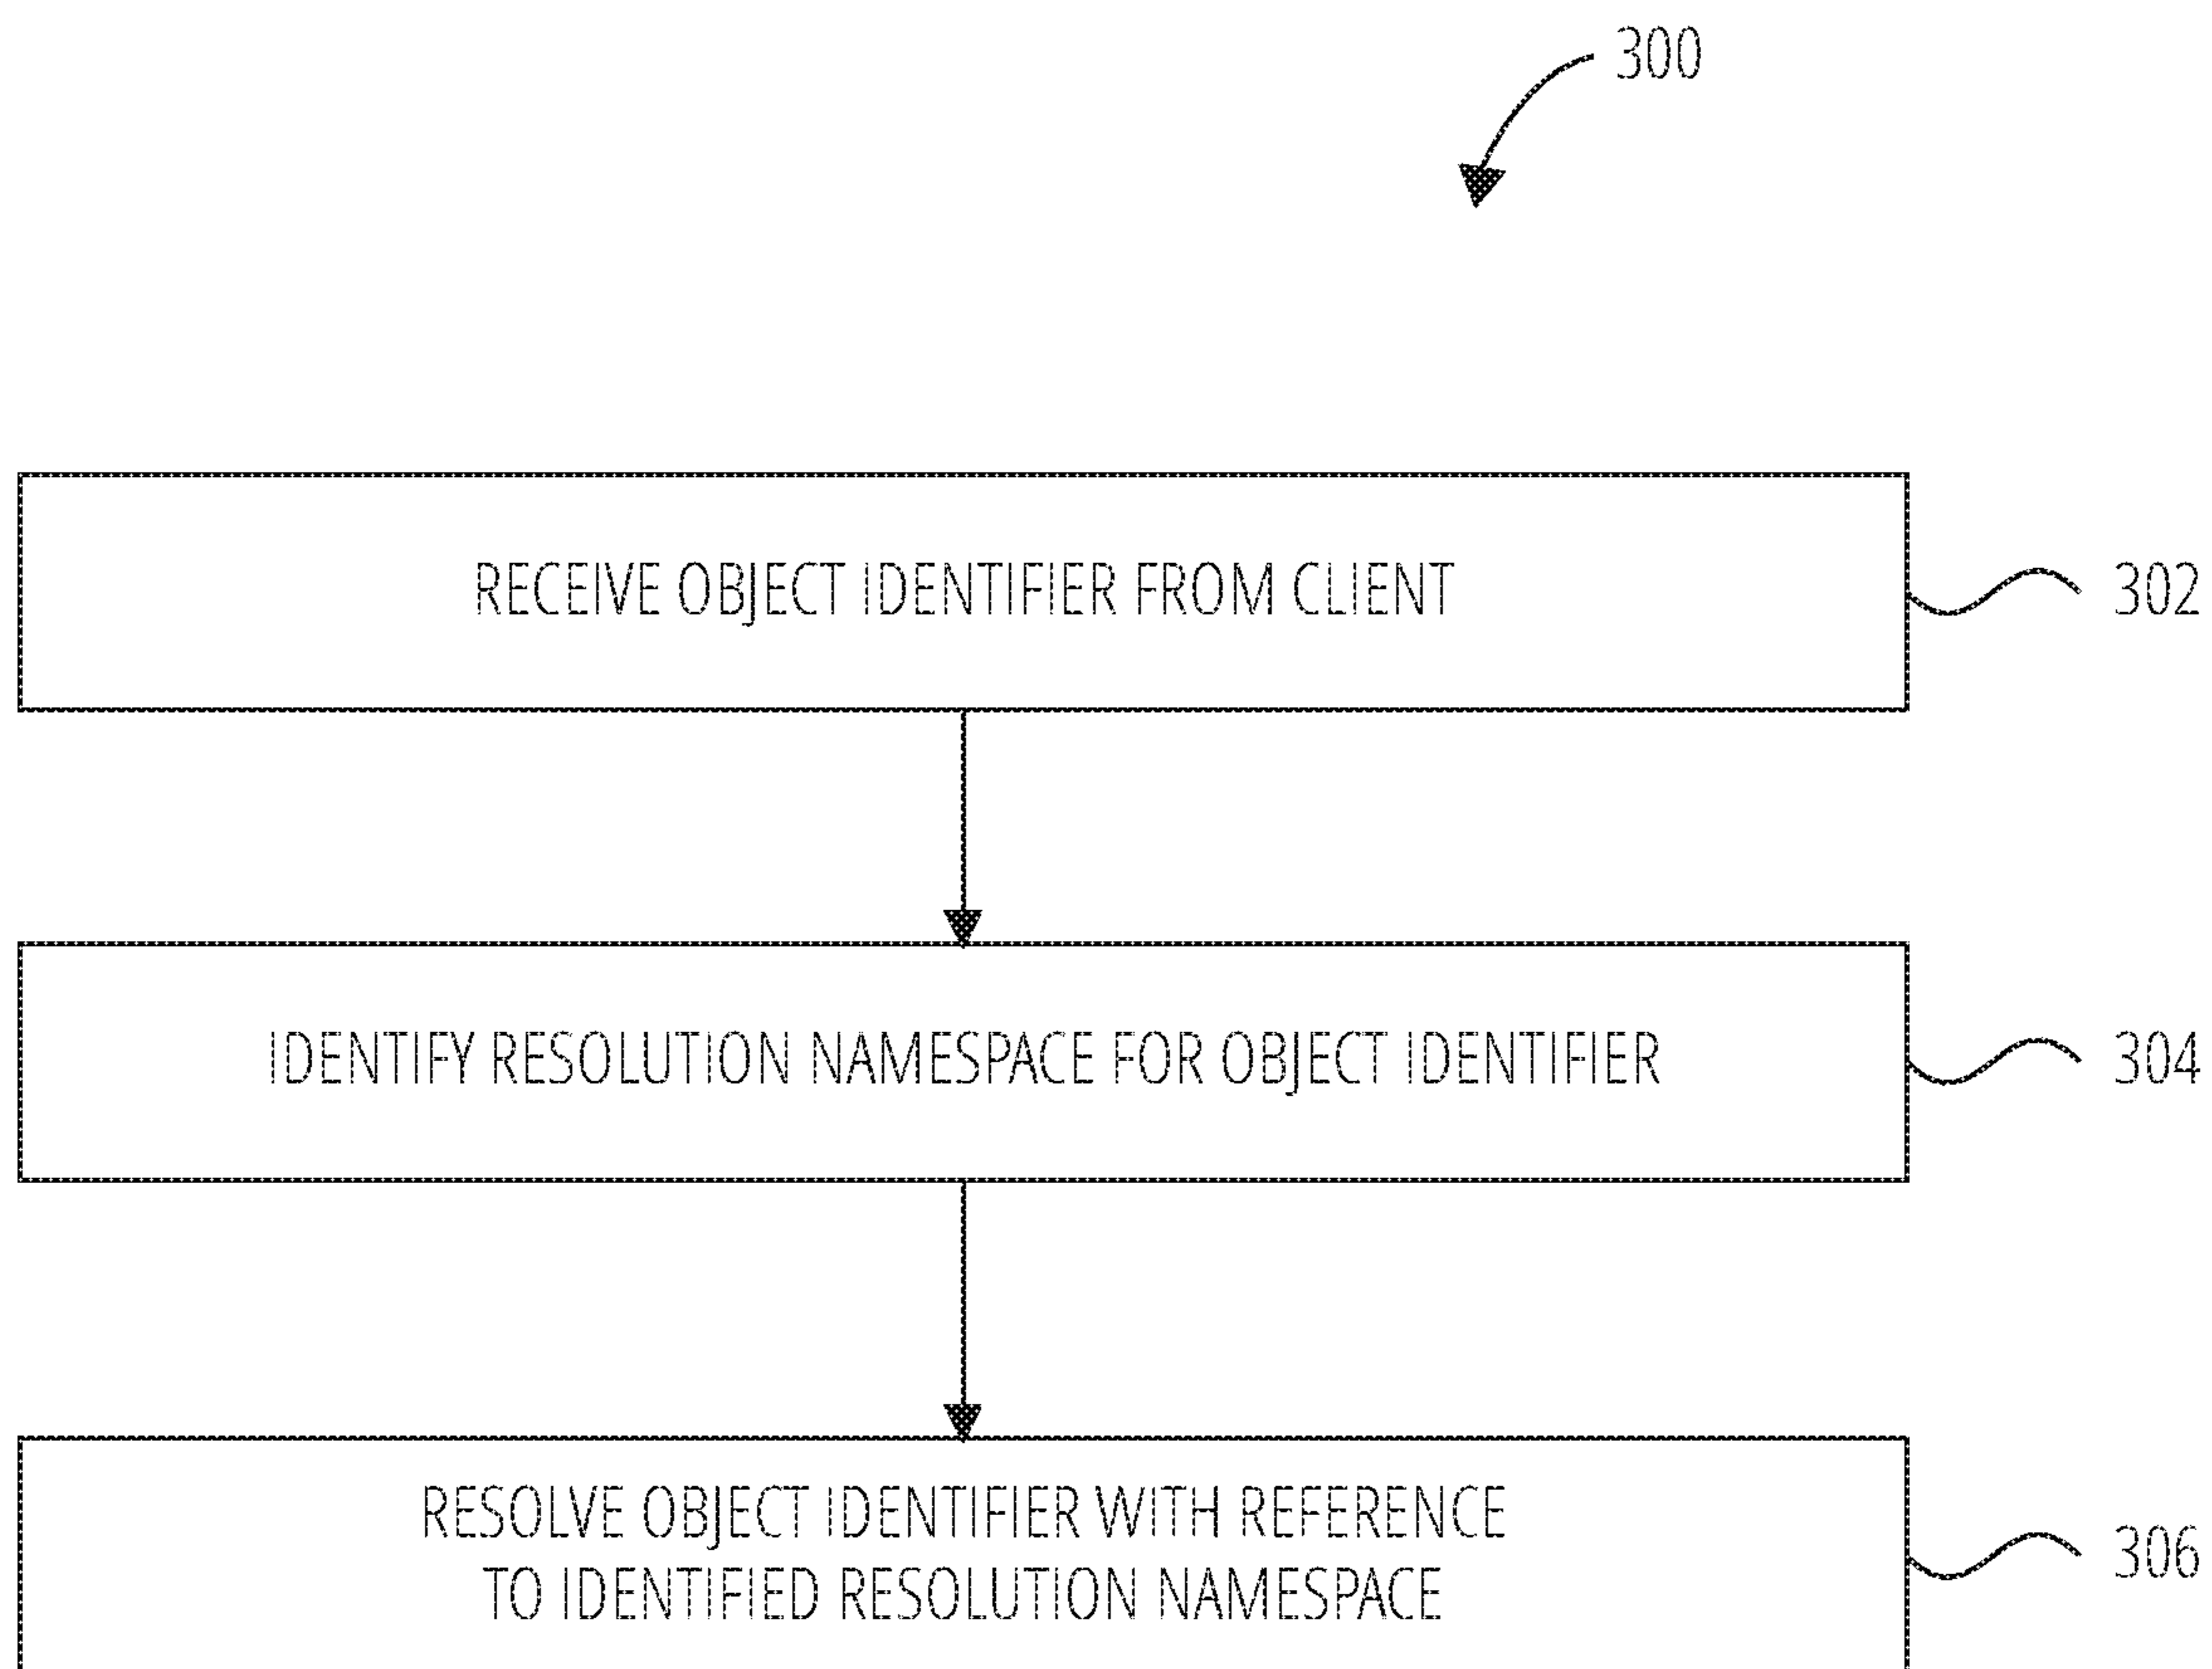 300
RECEIVE OBJECT IDENTIFIER FROM CLIENT
302
IDENTIFY RESOLUTION NAMESPACE FOR OBJECT IDENTIFIER
304
RESOLVE OBJECT IDENTIFIER WITH REFERENCE
TO IDENTIFIED RESOLUTION NAMESPACE
306